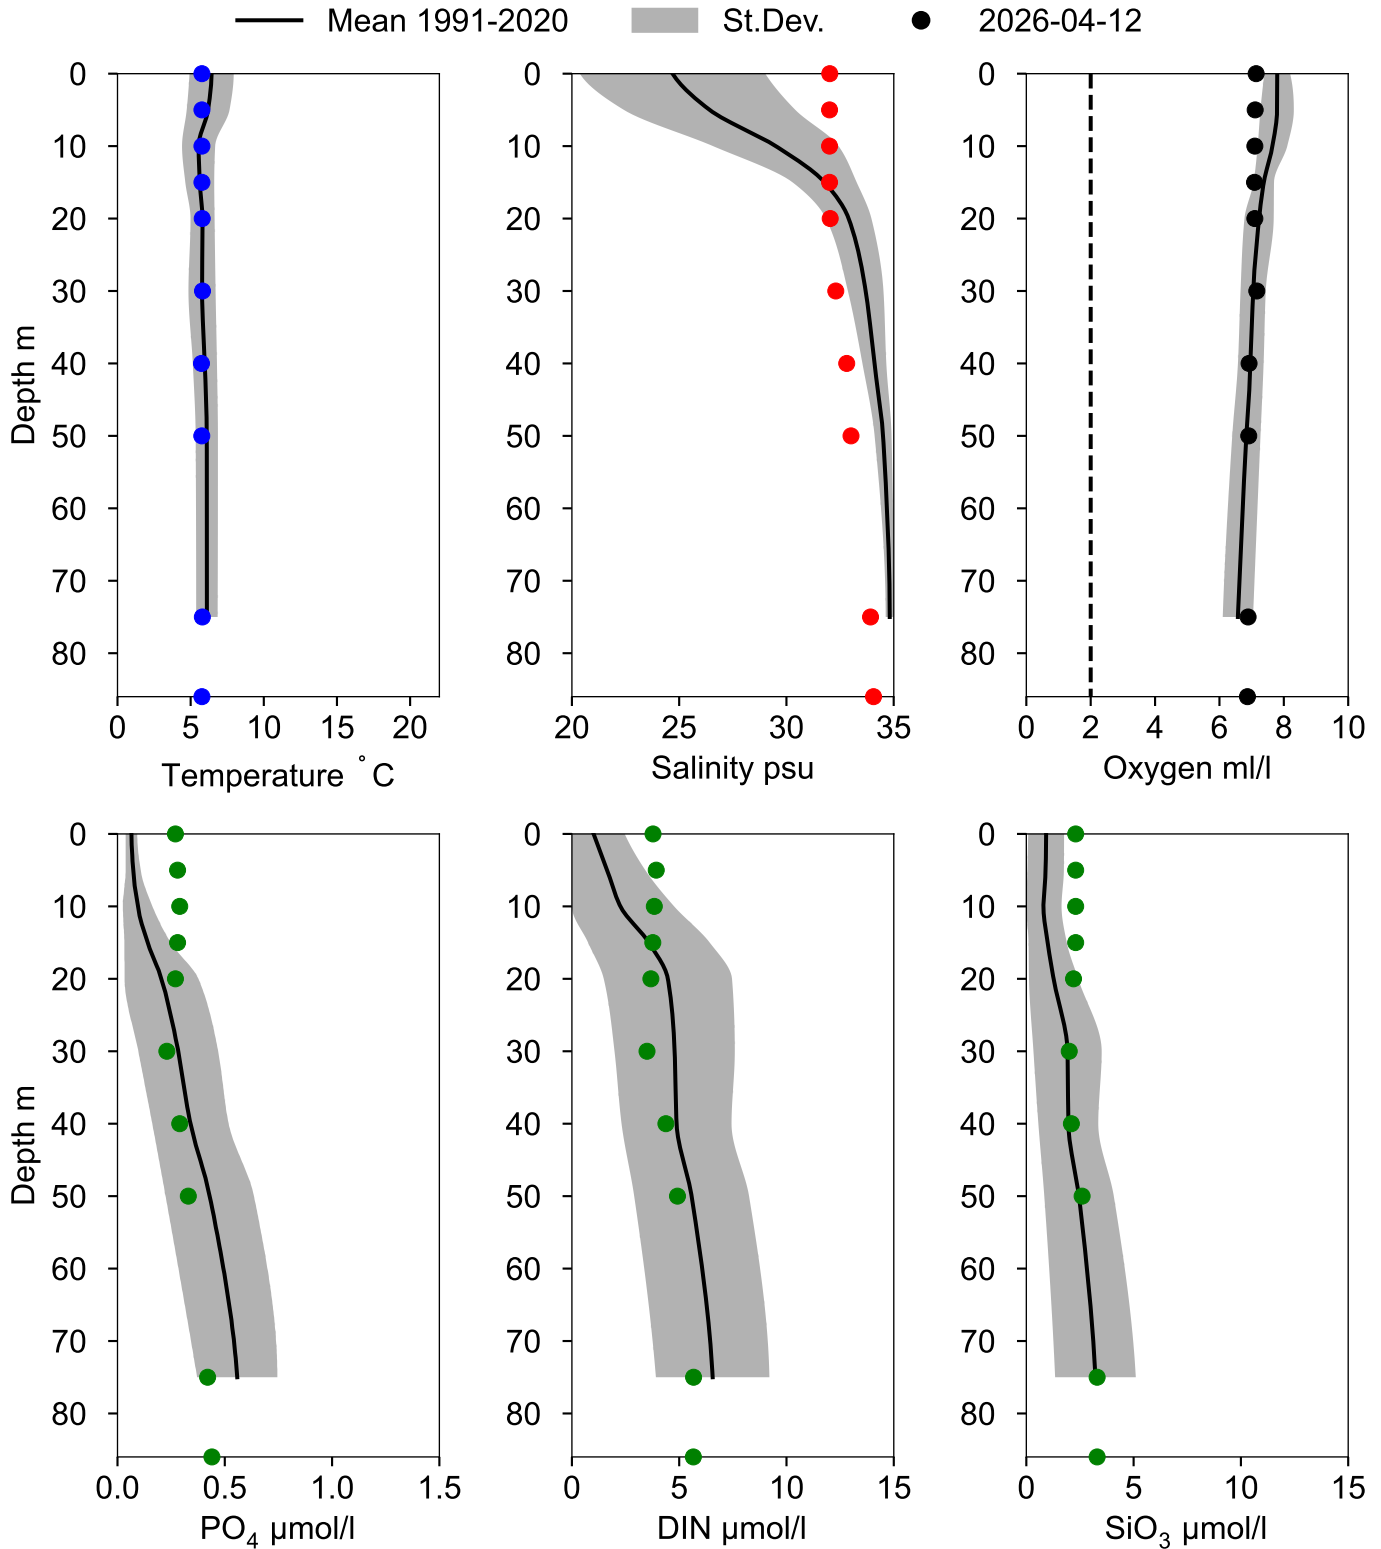 Mean 1991-2020 St.Dev. 2026-04-12
0 0 0
10 10 10
20 20 20
30 30 30
40 40 40
50 50 50
60 60 60
70 70 70
80 80 80
Depth m
0 5 10 15 20 20 25 30 35 0 2 4 6 8 10
Temperature °C Salinity psu Oxygen ml/l
0 0 0
10 10 10
20 20 20
30 30 30
40 40 40
50 50 50
60 60 60
70 70 70
80 80 80
Depth m
0.0 0.5 1.0 1.5 0 5 10 15 0 5 10 15
PO₄ µmol/l DIN µmol/l SiO₃ µmol/l